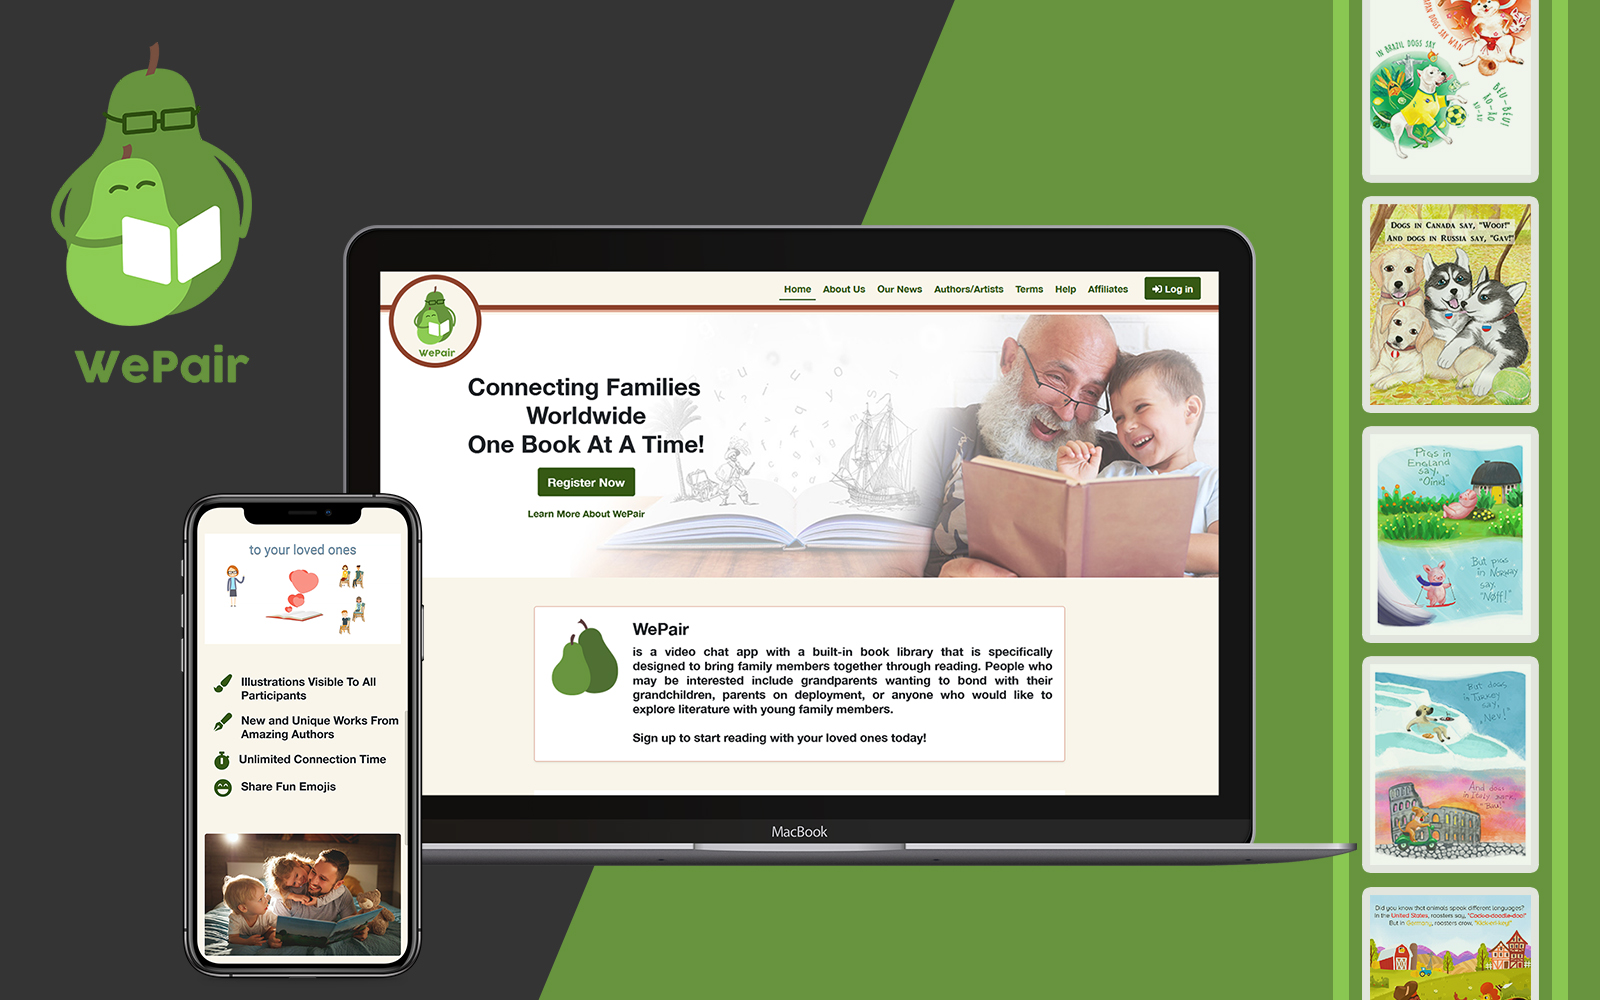 WePair
Home
About Us
Our News
Authors/Artists
Terms
Help
Affiliates
Log in
WePair
Connecting Families
Worldwide
One Book At A Time!
Register Now
Learn More About WePair
WePair
is a video chat app with a built-in book library that is specifically
designed to bring family members together through reading. People who
may be interested include grandparents wanting to bond with their
grandchildren, parents on deployment, or anyone who would like to
explore literature with young family members.
Sign up to start reading with your loved ones today!
MacBook
to your loved ones
Illustrations Visible To All
Participants
New and Unique Works From
Amazing Authors
Unlimited Connection Time
Share Fun Emojis
DOGS SAY WAN
IN BRAZIL DOGS SAY
AU-AU
DOGS IN CANADA SAY, "WOOF!"
AND DOGS IN RUSSIA SAY, "GAV!"
Pigs in
England
say,
"Oink!"
But pigs
in Norway
say,
"Nøff!"
But dogs
in Turkey
say,
"Hev!"
And dogs
in Italy
"Bau!"
Did you know that animals speak different languages?
In the United States, roosters say, "Cock-a-doodle-doo!"
But in Germany, roosters crow, "Kick-eri-key!"